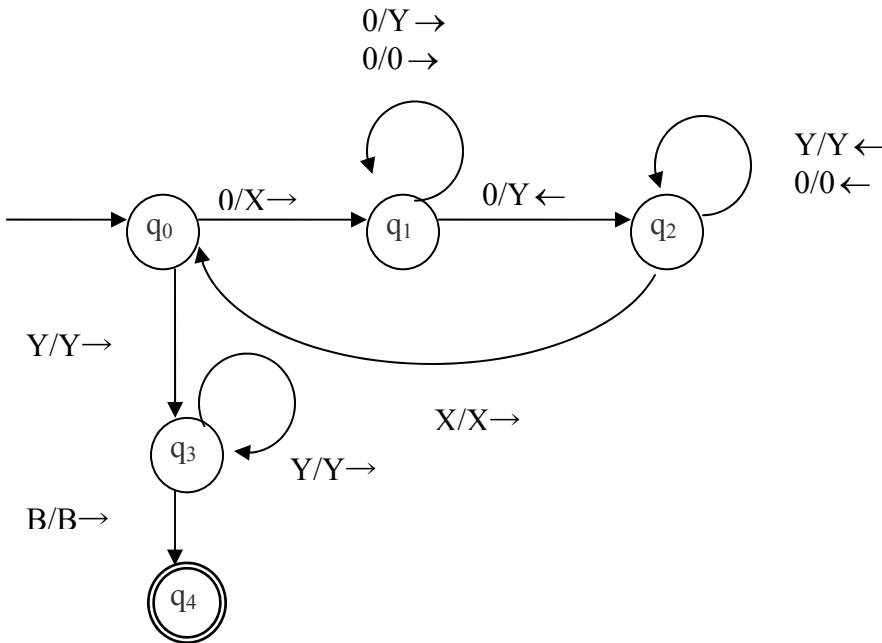 0/Y→
0/0→
Y/Y←
0/0←
0/X→
0/Y←
q₀
q₁
q₂
Y/Y→
X/X→
q₃
Y/Y→
B/B→
q₄